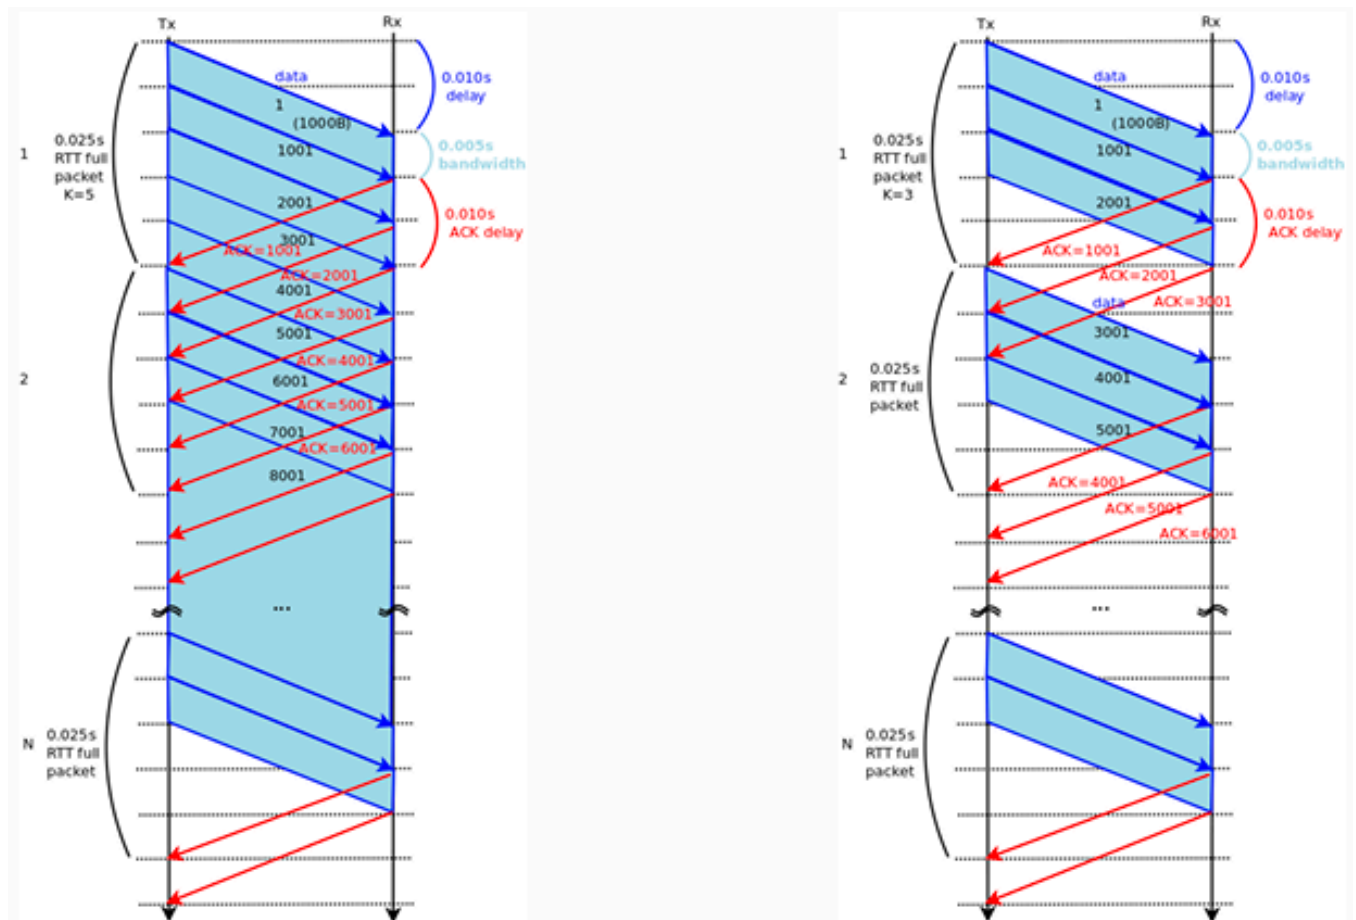 Tx
Rx
data
1
(1000B)
0.010s
delay
1
0.025s
RTT full
packet
K=5
1001
0.005s
bandwidth
2001
0.010s
ACK delay
3001
ACK=1001
ACK=2001
4001
ACK=3001
5001
ACK=4001
2
6001
ACK=5001
7001
ACK=6001
8001
...
N
0.025s
RTT full
packet
Tx
Rx
data
1
(1000B)
0.010s
delay
1
0.025s
RTT full
packet
K=3
1001
0.005s
bandwidth
2001
0.010s
ACK delay
ACK=1001
ACK=2001
data
ACK=3001
3001
2
0.025s
RTT full
packet
4001
5001
ACK=4001
ACK=5001
ACK=6001
...
N
0.025s
RTT full
packet